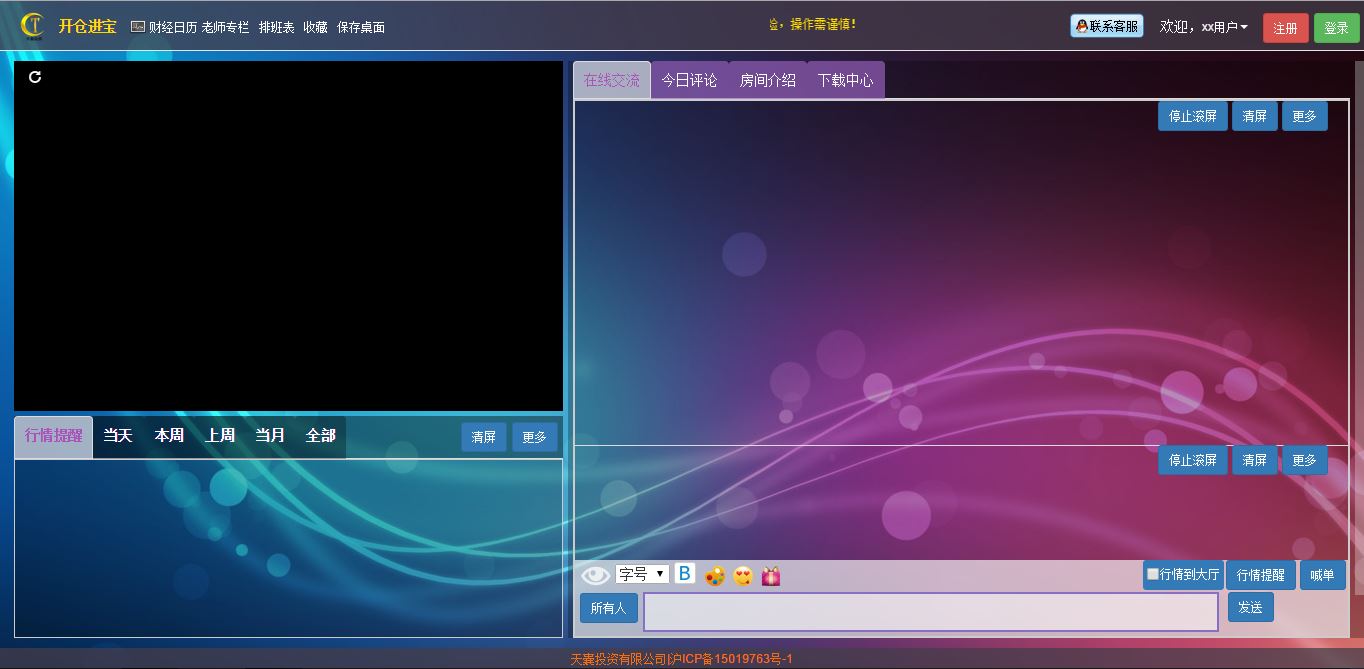 开仓进宝 财经日历 老师专栏 排班表 收藏 保存桌面 ，操作需谨慎! 联系客服 欢迎，xx用户 注册 登录
在线交流 今日评论 房间介绍 下载中心
停止滚屏 清屏 更多
行情提醒 当天 本周 上周 当月 全部 清屏 更多
停止滚屏 清屏 更多
字号 B 行情到大厅 行情提醒 喊单
所有人 发送
天囊投资有限公司|沪ICP备15019763号-1